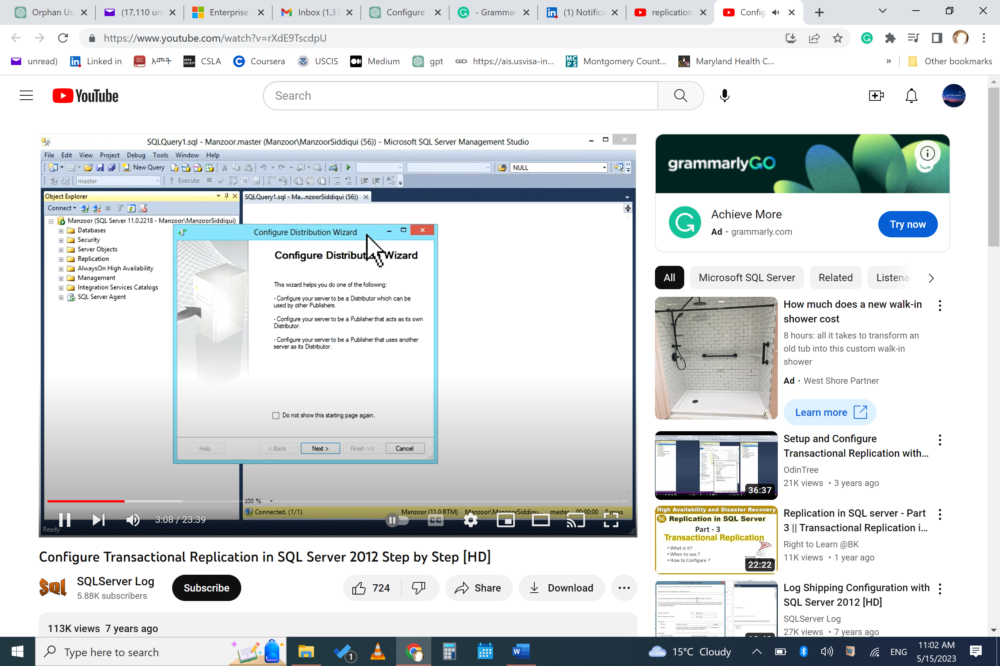 Orphan Us
(17,110 un
Enterprise
Inbox (1,31
Configure
- Grammar
(1) Notifica
replication
Config
https://www.youtube.com/watch?v=rXdE9TscdpU
unread)
Linked in
አማት
CSLA
Coursera
USCIS
Medium
gpt
GD https://ais.usvisa-in...
Montgomery Count...
Maryland Health C...
» Other bookmarks
YouTube
Search
SQLQuery1.sql - Manzoor.master (Manzoor\ManzoorSiddiqui (56)) - Microsoft SQL Server Management Studio
File Edit View Project Debug Tools Window Help
New Query
NULL
master
Execute
Object Explorer
SQLQuery1.sql - Ma...nzoorSiddiqui (56))
Connect
Manzoor (SQL Server 11.0.2218 - Manzoor\ManzoorSiddiqui)
Databases
Security
Server Objects
Replication
AlwaysOn High Availability
Management
Integration Services Catalogs
SQL Server Agent
Configure Distribution Wizard
Configure Distribution Wizard
This wizard helps you do one of the following:
- Configure your server to be a Distributor which can be
used by other Publishers.
- Configure your server to be a Publisher that acts as its own
Distributor.
- Configure your server to be a Publisher that uses another
server as its Distributor.
Do not show this starting page again.
Help < Back Next > Finish >>| Cancel
100 %
Connected. (1/1) Manzoor (11.0 RTM) Manzoor\ManzoorSiddiqu... master 00:00:00 0 rows
3:08 / 23:39
CC
Ready
Configure Transactional Replication in SQL Server 2012 Step by Step [HD]
Sql
SQLServer Log
5.88K subscribers
Subscribe
724
Share
Download
113K views 7 years ago
grammarlyGO
Achieve More
Ad · grammarly.com
Try now
All Microsoft SQL Server Related Listena
How much does a new walk-in
shower cost
8 hours: all it takes to transform an
old tub into this custom walk-in
shower
Ad · West Shore Partner
Learn more
36:37
Setup and Configure
Transactional Replication with...
OdinTree
21K views • 3 years ago
High Availability and Disaster Recovery
5c Replication in SQL Server
Part - 3
Transactional Replication
• What is it?
• When to use ?
• How to Configure ?
22:22
Replication in SQL server - Part
3 || Transactional Replication i...
Right to Learn @BK
11K views • 1 year ago
Log Shipping Configuration with
SQL Server 2012 [HD]
SQLServer Log
27K views • 7 years ago
Type here to search
1
15°C Cloudy
ENG
11:02 AM
5/15/2023